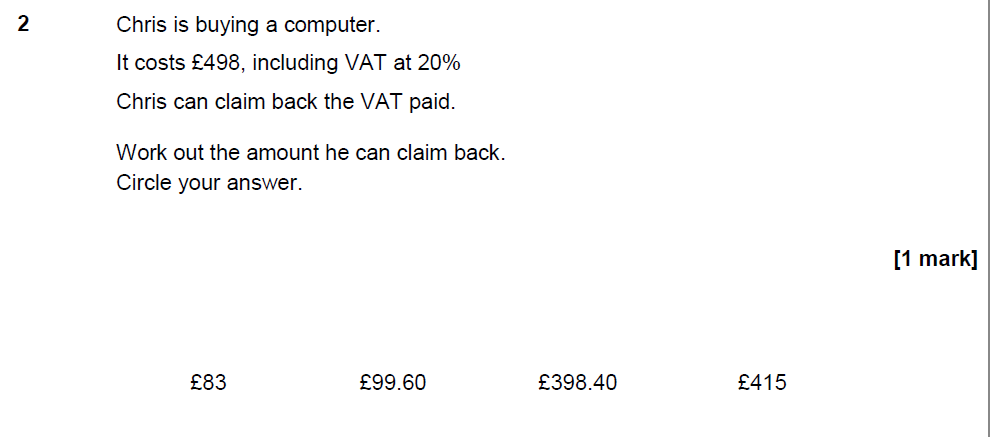 2 Chris is buying a computer.
It costs £498, including VAT at 20%
Chris can claim back the VAT paid.
Work out the amount he can claim back.
Circle your answer.
[1 mark]
£83 £99.60 £398.40 £415